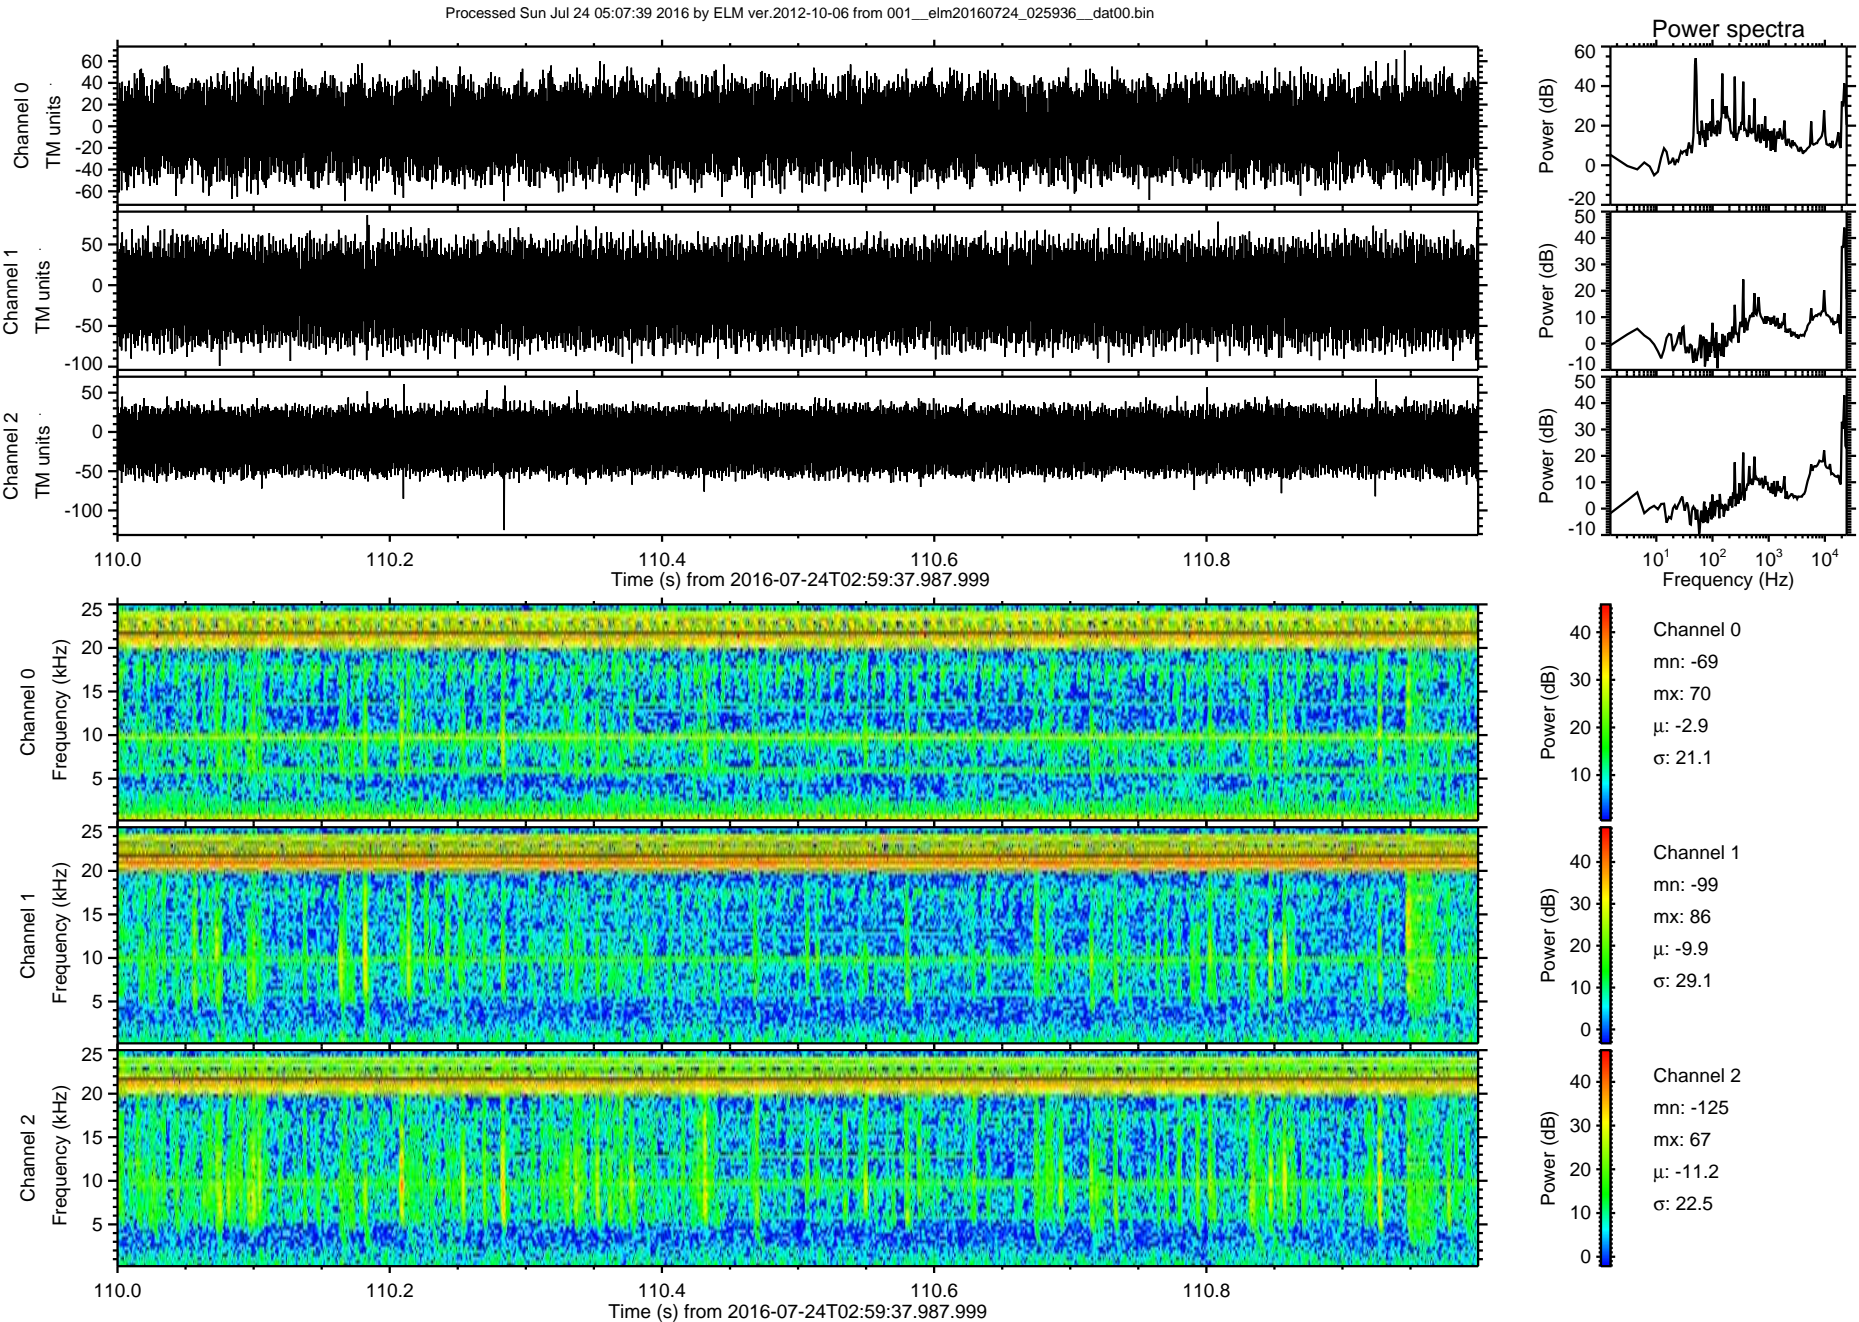 Processed Sun Jul 24 05:07:39 2016 by ELM ver.2012-10-06 from 001__elm20160724_025936__dat00.bin
Power spectra
Channel 0
TM units
60
40
20
0
-20
-40
-60
Power (dB)
60
40
20
0
-20
Channel 1
TM units
50
0
-50
-100
Power (dB)
50
40
30
20
10
0
-10
Channel 2
TM units
50
0
-50
-100
Power (dB)
50
40
30
20
10
0
-10
110.0 110.2 110.4 110.6 110.8
Time (s) from 2016-07-24T02:59:37.987.999
10¹ 10² 10³ 10⁴
Frequency (Hz)
Channel 0
Frequency (kHz)
25
20
15
10
5
Power (dB)
40
30
20
10
Channel 0
mn: -69
mx: 70
μ: -2.9
σ: 21.1
Channel 1
Frequency (kHz)
25
20
15
10
5
Power (dB)
40
30
20
10
0
Channel 1
mn: -99
mx: 86
μ: -9.9
σ: 29.1
Channel 2
Frequency (kHz)
25
20
15
10
5
Power (dB)
40
30
20
10
0
Channel 2
mn: -125
mx: 67
μ: -11.2
σ: 22.5
110.0 110.2 110.4 110.6 110.8
Time (s) from 2016-07-24T02:59:37.987.999